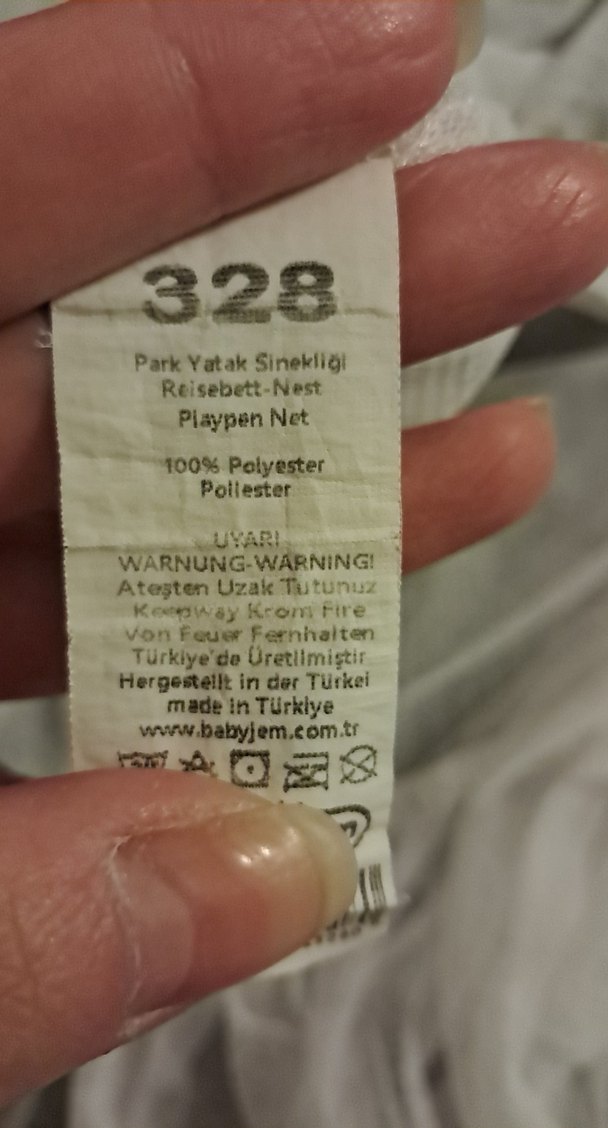 328
Park Yatak Sinekliği
Reisebett-Nest
Playpen Net
100% Polyester
Poliester
UYARI
WARNUNG-WARNING!
Ateşten Uzak Tutunuz
Keepway Krom Fire
Von Feuer Fernhalten
Türkiye'de Üretilmiştir
Hergestellt in der Türkei
made in Türkiye
www.babyjem.com.tr